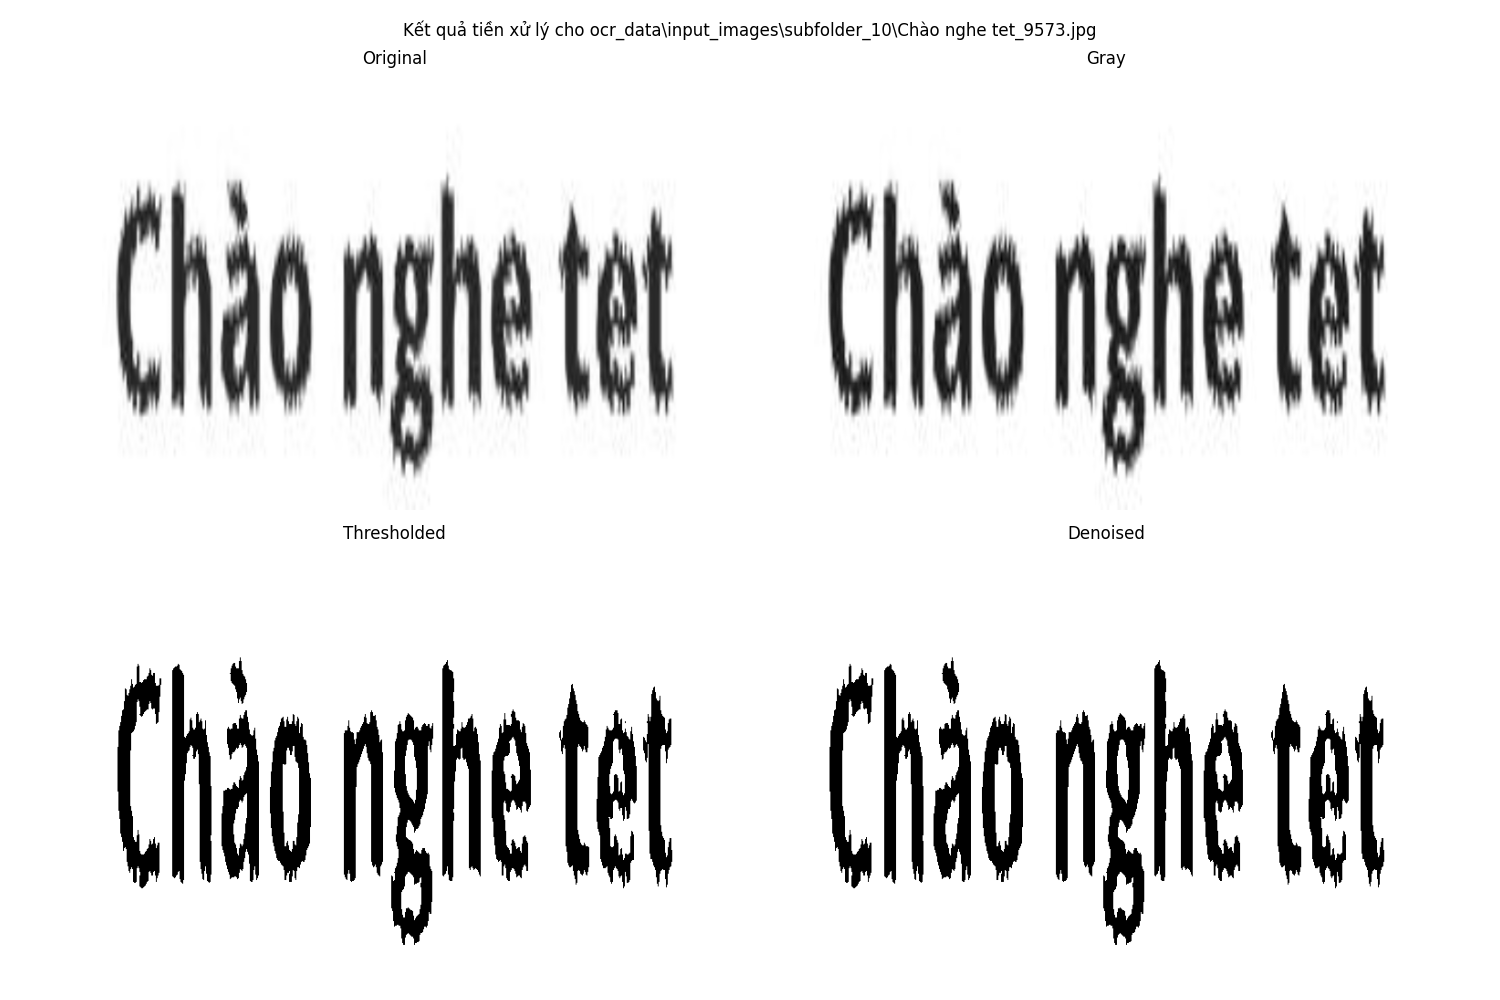 Kết quả tiền xử lý cho ocr_data\input_images\subfolder_10\Chào nghe tet_9573.jpg
Original
Gray
Chào nghe tet
Chào nghe tet
Thresholded
Denoised
Chào nghe tet
Chào nghe tet